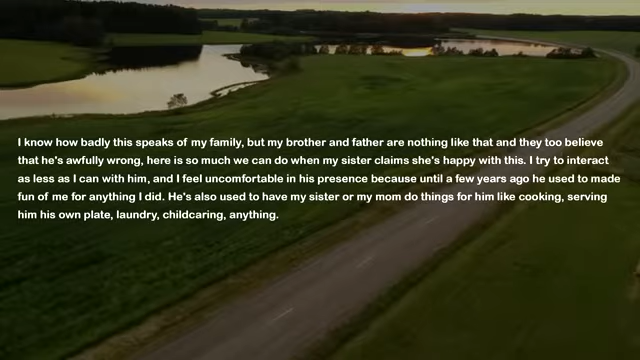 I know how badly this speaks of my family, but my brother and father are nothing like that and they too believe
that he's awfully wrong, here is so much we can do when my sister claims she's happy with this. I try to interact
as less as I can with him, and I feel uncomfortable in his presence because until a few years ago he used to made
fun of me for anything I did. He's also used to have my sister or my mom do things for him like cooking, serving
him his own plate, laundry, childcaring, anything.